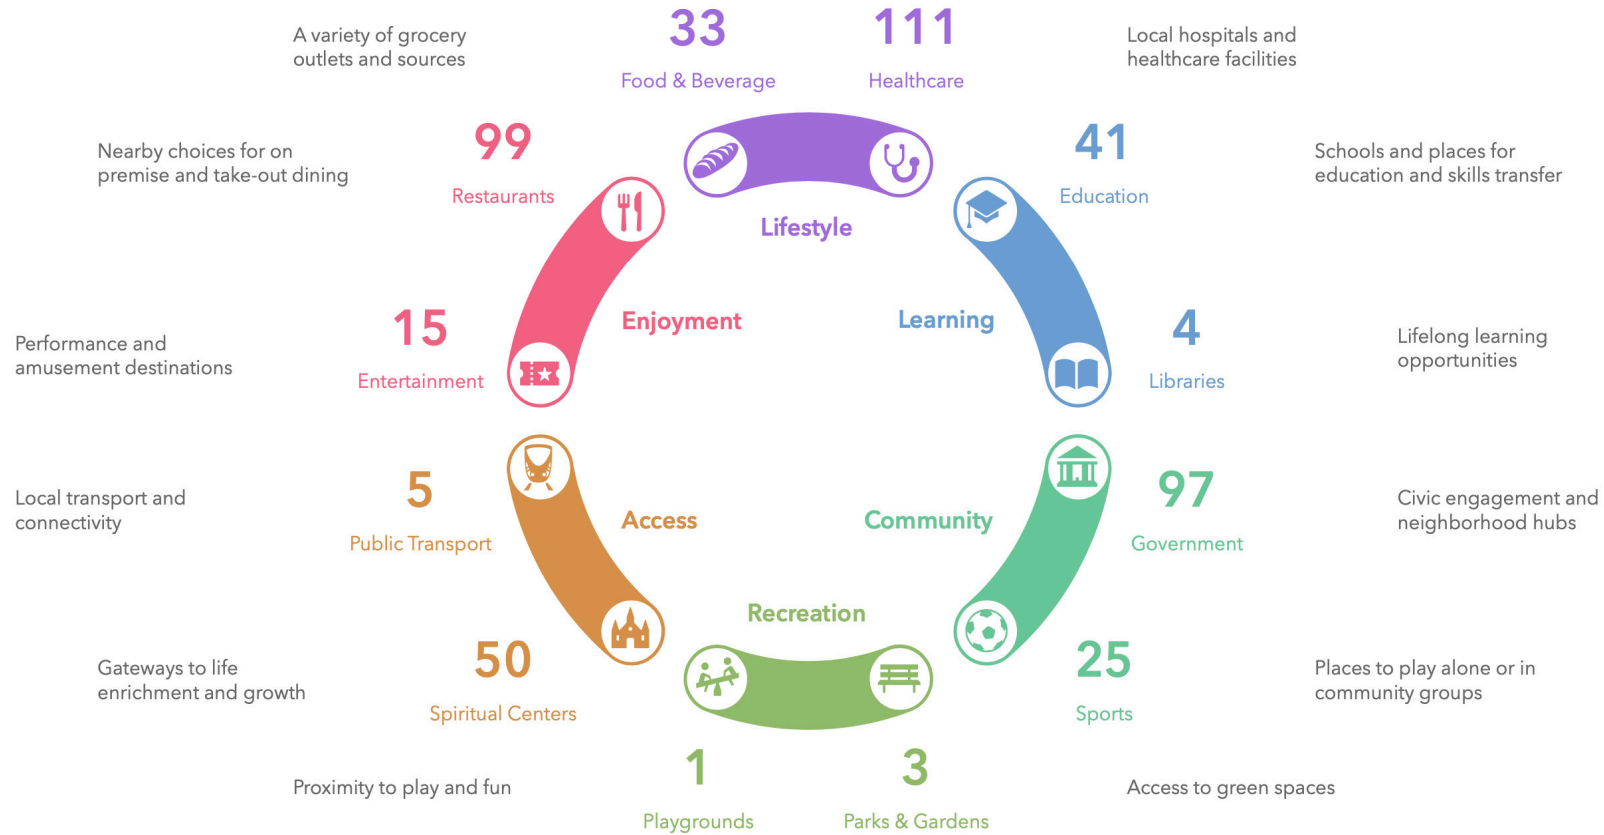 A variety of grocery
outlets and sources
33
Food & Beverage
111
Healthcare
Local hospitals and
healthcare facilities
Nearby choices for on
premise and take-out dining
99
Restaurants
Lifestyle
41
Education
Schools and places for
education and skills transfer
Performance and
amusement destinations
15
Entertainment
Enjoyment
Learning
4
Libraries
Lifelong learning
opportunities
Local transport and
connectivity
5
Public Transport
Access
Community
97
Government
Civic engagement and
neighborhood hubs
Gateways to life
enrichment and growth
50
Spiritual Centers
Recreation
25
Sports
Places to play alone or in
community groups
Proximity to play and fun
1
Playgrounds
3
Parks & Gardens
Access to green spaces